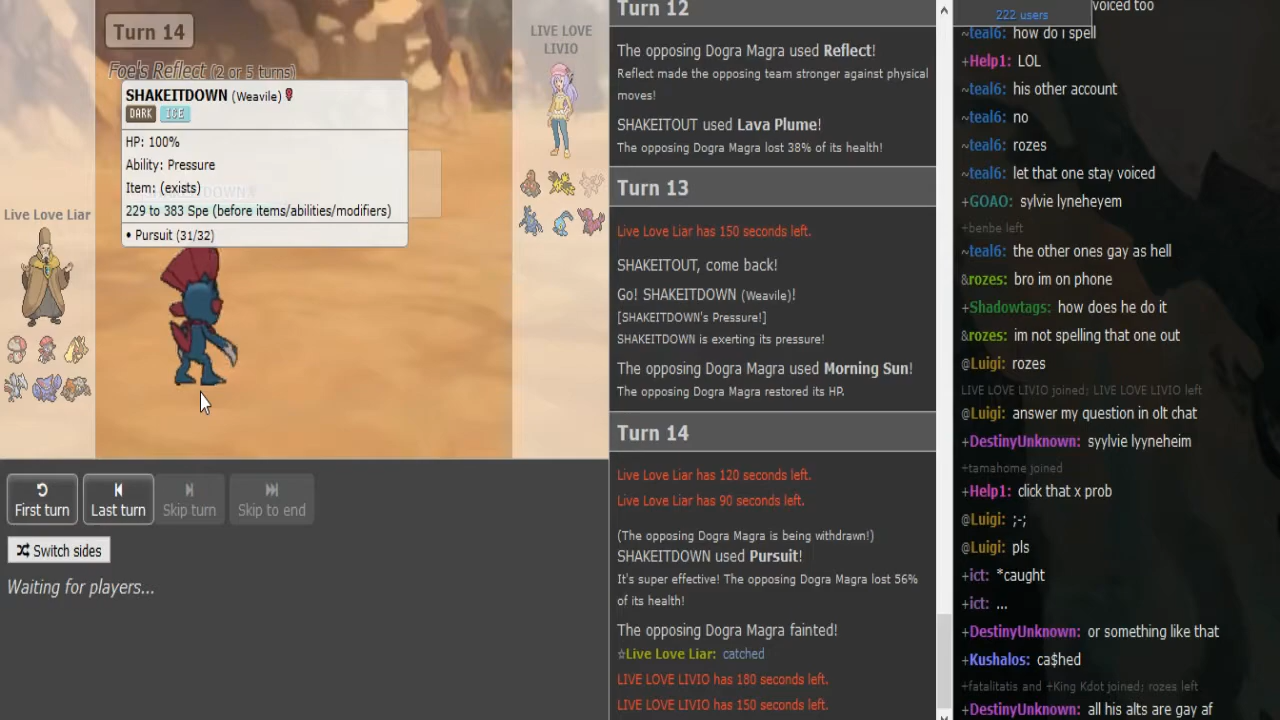 Turn 14
Foe's Reflect (2 or 5 turns)
SHAKEITDOWN (Weavile)
DARK ICE
HP: 100%
Ability: Pressure
Item: (exists)
229 to 383 Spe (before items/abilities/modifiers)
• Pursuit (31/32)
Live Love Liar
LIVE LOVE
LIVIO
First turn
Last turn
Skip turn
Skip to end
Switch sides
Waiting for players...
Turn 12
The opposing Dogra Magra used Reflect!
Reflect made the opposing team stronger against physical
moves!
SHAKEITOUT used Lava Plume!
The opposing Dogra Magra lost 38% of its health!
Turn 13
Live Love Liar has 150 seconds left.
SHAKEITOUT, come back!
Go! SHAKEITDOWN (Weavile)!
[SHAKEITDOWN's Pressure!]
SHAKEITDOWN is exerting its pressure!
The opposing Dogra Magra used Morning Sun!
The opposing Dogra Magra restored its HP.
Turn 14
Live Love Liar has 120 seconds left.
Live Love Liar has 90 seconds left.
(The opposing Dogra Magra is being withdrawn!)
SHAKEITDOWN used Pursuit!
It's super effective! The opposing Dogra Magra lost 56%
of its health!
The opposing Dogra Magra fainted!
☆Live Love Liar: catched
LIVE LOVE LIVIO has 180 seconds left.
LIVE LOVE LIVIO has 150 seconds left.
222 users
voiced too
~teal6: how do i spell
+Help1: LOL
~teal6: his other account
~teal6: no
~teal6: rozes
~teal6: let that one stay voiced
+GOAO: sylvie lyneheyem
+benbe left
~teal6: the other ones gay as hell
&rozes: bro im on phone
+Shadowtags: how does he do it
&rozes: im not spelling that one out
@Luigi: rozes
LIVE LOVE LIVIO joined; LIVE LOVE LIVIO left
@Luigi: answer my question in olt chat
+DestinyUnknown: syylvie lyyneheim
+tamahome joined
+Help1: click that x prob
@Luigi: ;-;
@Luigi: pls
+ict: *caught
+ict: ...
+DestinyUnknown: or something like that
+Kushalos: ca$hed
+fatalitatis and +King Kdot joined; rozes left
+DestinyUnknown: all his alts are gay af